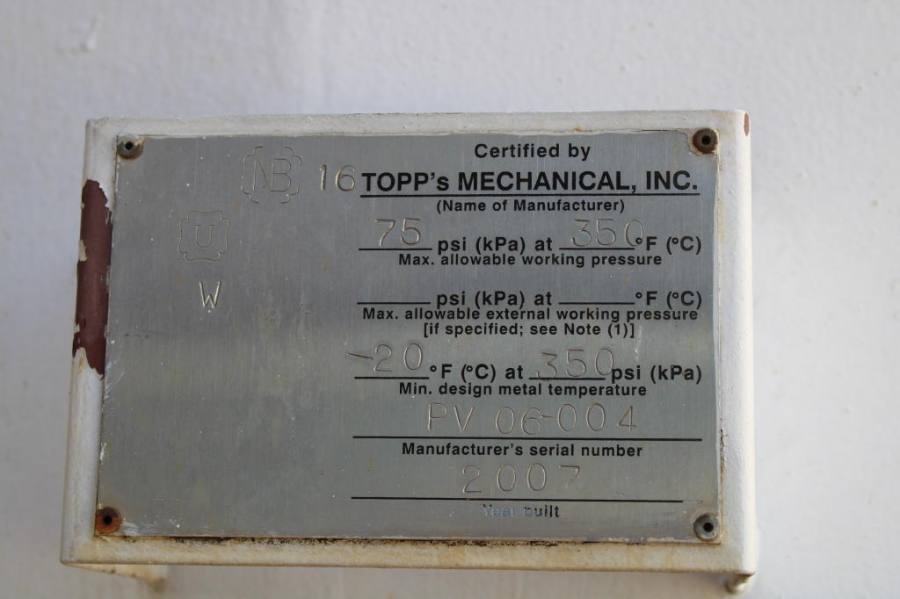 Certified by
NB 16 TOPP's MECHANICAL, INC.
(Name of Manufacturer)
U
75 psi (kPa) at 350 °F (°C)
Max. allowable working pressure
W
psi (kPa) at °F (°C)
Max. allowable external working pressure
[if specified; see Note (1)]
-20 °F (°C) at 350 psi (kPa)
Min. design metal temperature
PV 06-004
Manufacturer's serial number
2007
Year built